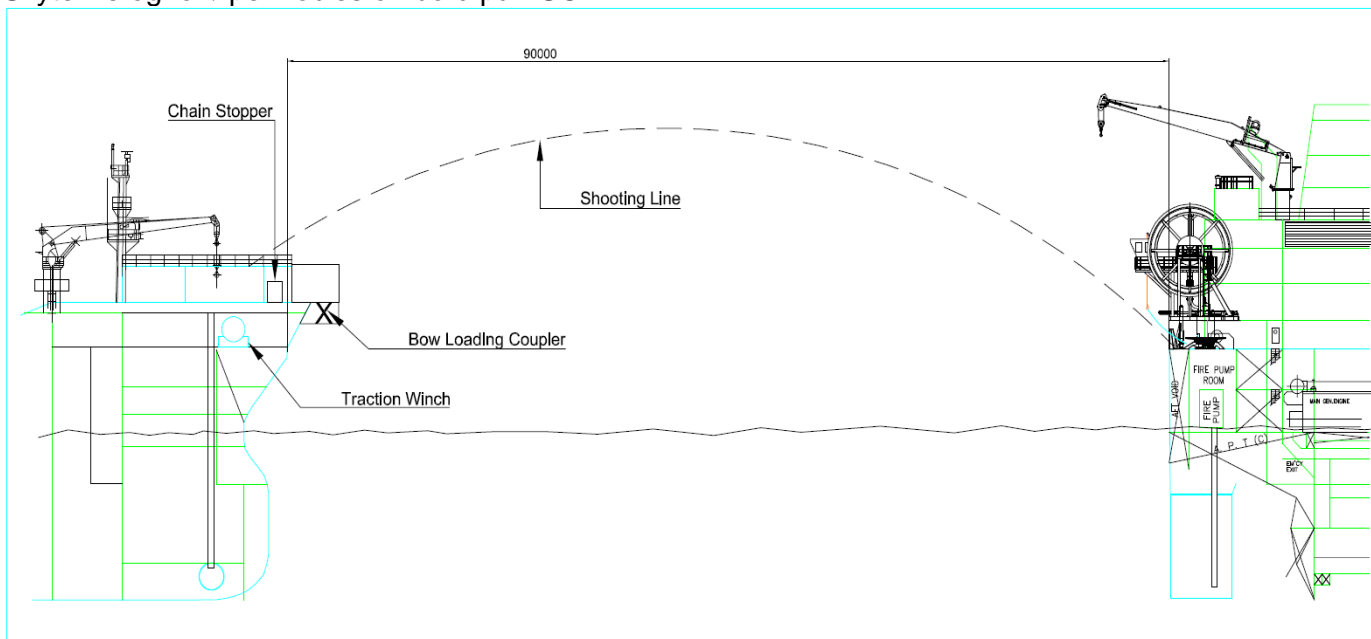 90000
Chain Stopper
Shooting Line
Bow Loading Coupler
Traction Winch
FIRE PUMP
ROOM
FIRE
PUMP
AFT VOID
MAIN GEN.ENGINE
A. P. T (C)
EM'CY
EXIT